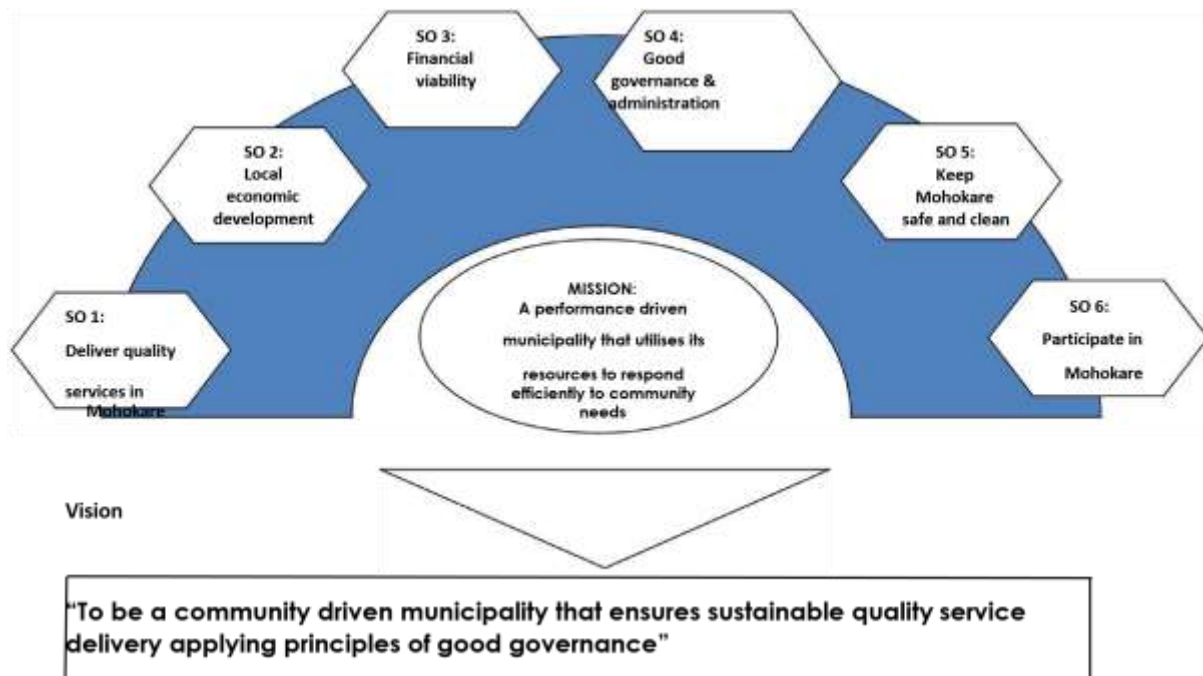 SO 1:
Deliver quality
services in
Mohokare
SO 2:
Local
economic
development
SO 3:
Financial
viability
SO 4:
Good
governance &
administration
SO 5:
Keep
Mohokare
safe and clean
SO 6:
Participate in
Mohokare
MISSION:
A performance driven
municipality that utilises its
resources to respond
efficiently to community
needs
Vision
"To be a community driven municipality that ensures sustainable quality service
delivery applying principles of good governance”